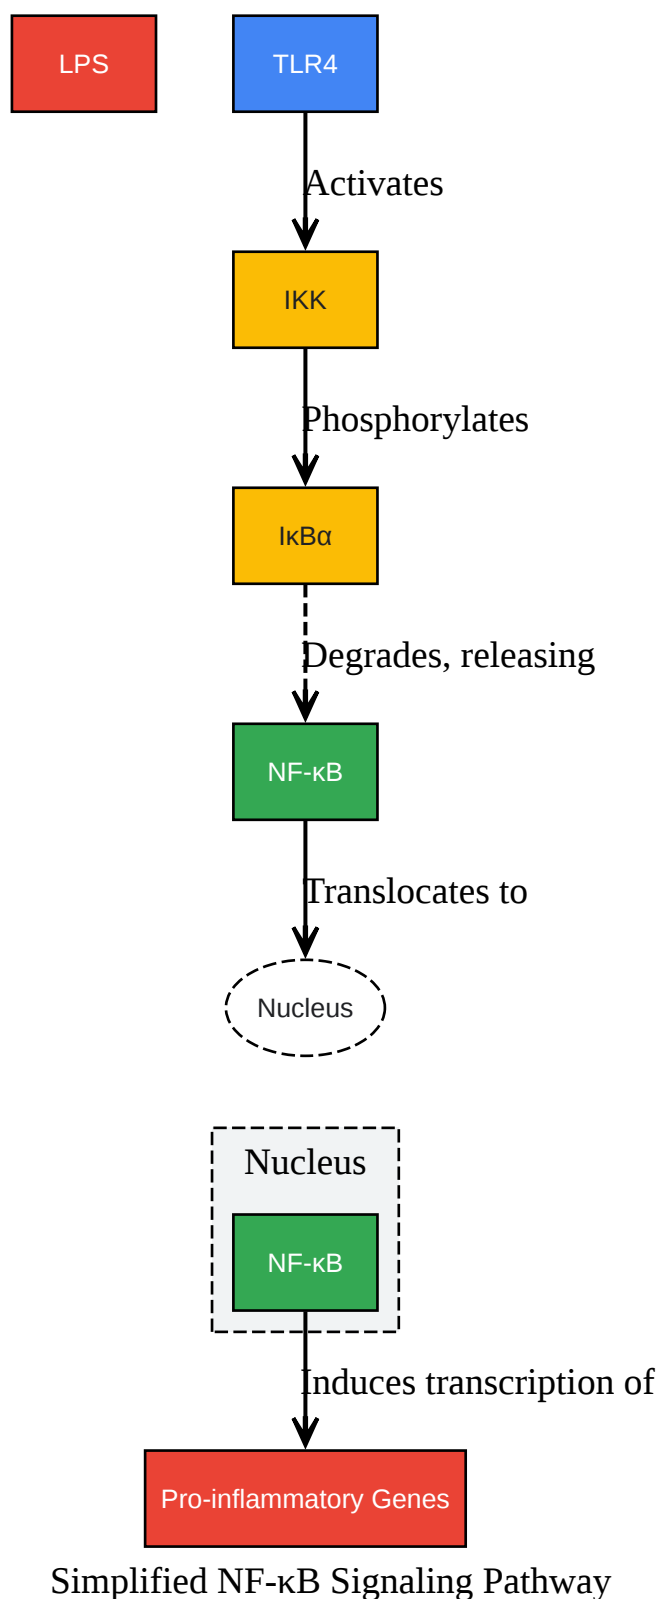 LPS
TLR4
Activates
IKK
Phosphorylates
IκBα
Degrades, releasing
NF-κB
Translocates to
Nucleus
Nucleus
NF-κB
Induces transcription of
Pro-inflammatory Genes
Simplified NF-κB Signaling Pathway